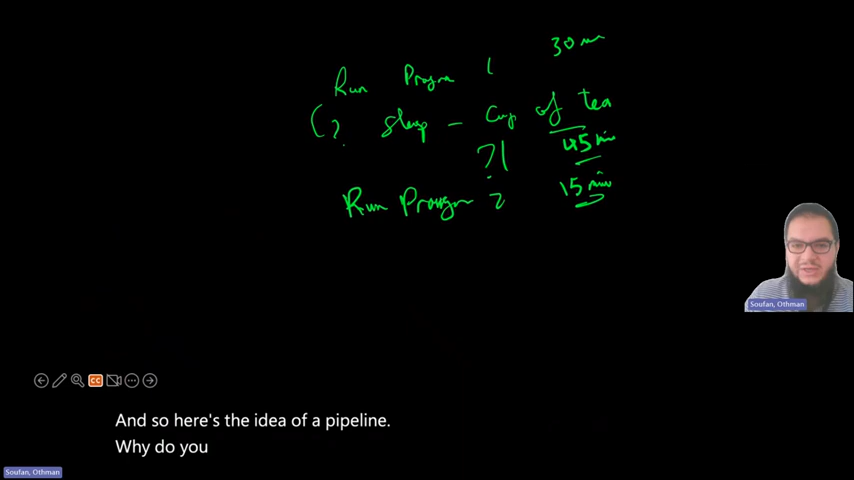 30 min
Run Program 1
(? Sleep - Cup of tea
?! 45 min
15 min
Run Program 2
Soufan, Othman
CC
And so here's the idea of a pipeline.
Why do you
Soufan, Othman